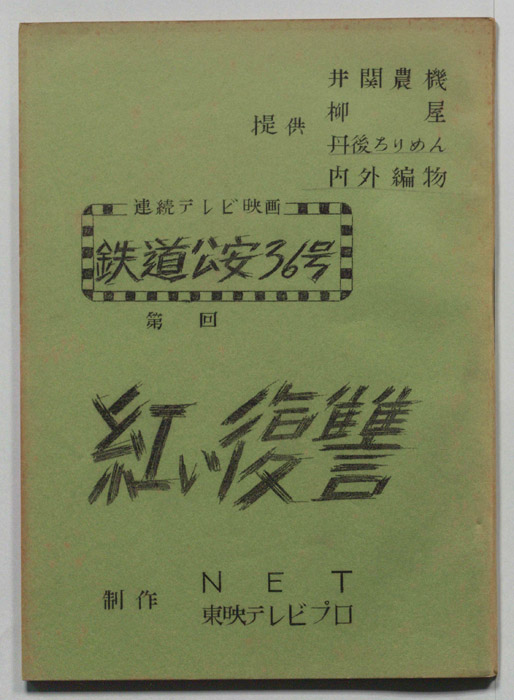 井関農機
柳屋
提供
丹後ちりめん
内外編物
連続テレビ映画
鉄道公安36号
第 回
紅い復讐
制作
NET
東映テレビプロ